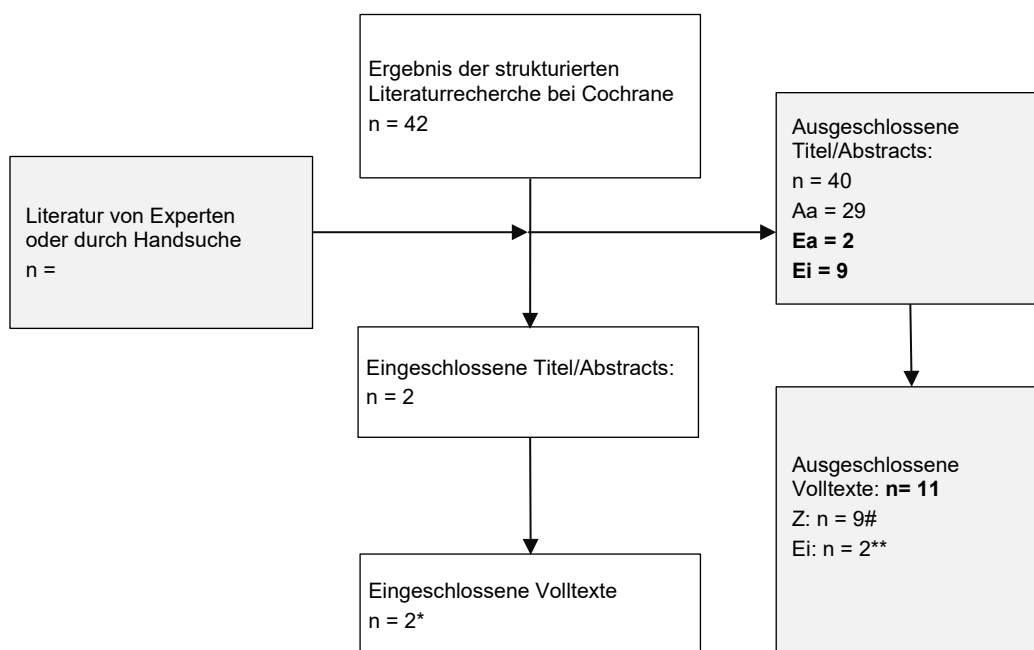 Ergebnis der strukturierten
Literaturrecherche bei Cochrane
n = 42
Ausgeschlossene
Titel/Abstracts:
n = 40
Aa = 29
Ea = 2
Ei = 9
Literatur von Experten
oder durch Handsuche
n =
Eingeschlossene Titel/Abstracts:
n = 2
Ausgeschlossene
Volltexte: n= 11
Z: n = 9#
Ei: n = 2**
Eingeschlossene Volltexte
n = 2*